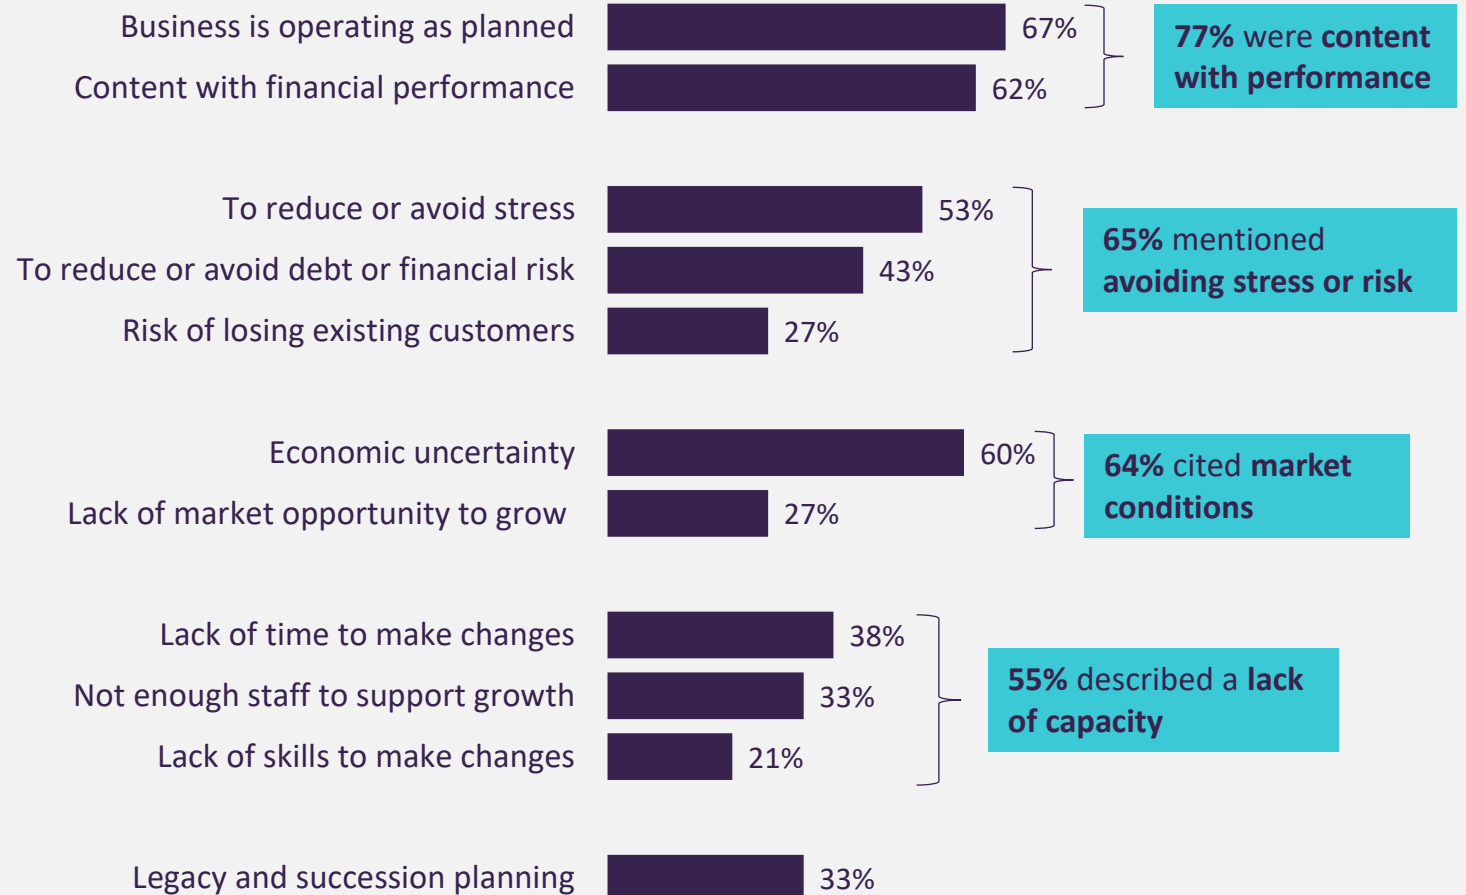 Business is operating as planned 67%
Content with financial performance 62%
77% were content
with performance
To reduce or avoid stress 53%
To reduce or avoid debt or financial risk 43%
Risk of losing existing customers 27%
65% mentioned
avoiding stress or risk
Economic uncertainty 60%
Lack of market opportunity to grow 27%
64% cited market
conditions
Lack of time to make changes 38%
Not enough staff to support growth 33%
Lack of skills to make changes 21%
55% described a lack
of capacity
Legacy and succession planning 33%